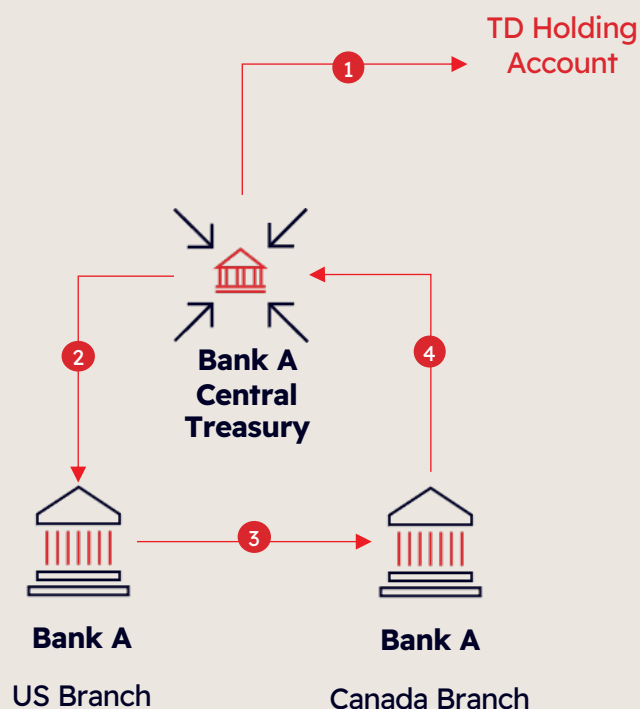 TD Holding
Account
1
2
Bank A
Central
Treasury
4
3
Bank A
US Branch
Bank A
Canada Branch